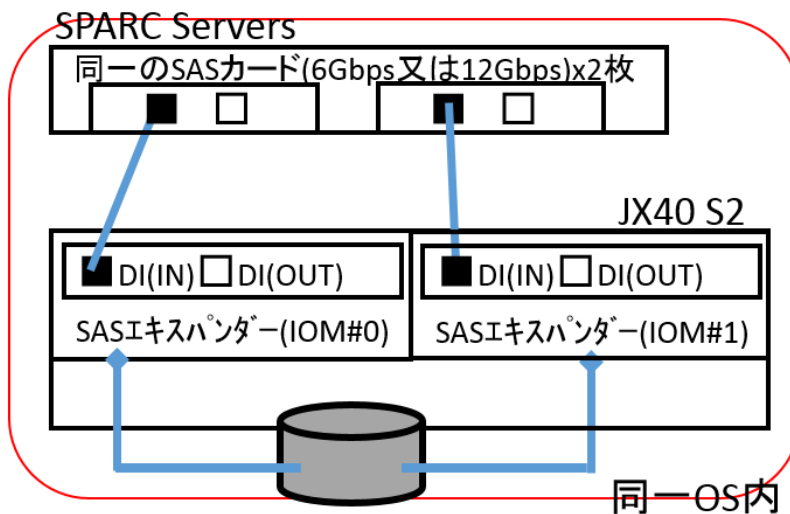 SPARC Servers
同一のSASカード(6Gbps又は12Gbps)x2枚
JX40 S2
DI(IN) DI(OUT) DI(IN) DI(OUT)
SASエキスパンダー(IOM#0) SASエキスパンダー(IOM#1)
同一OS内